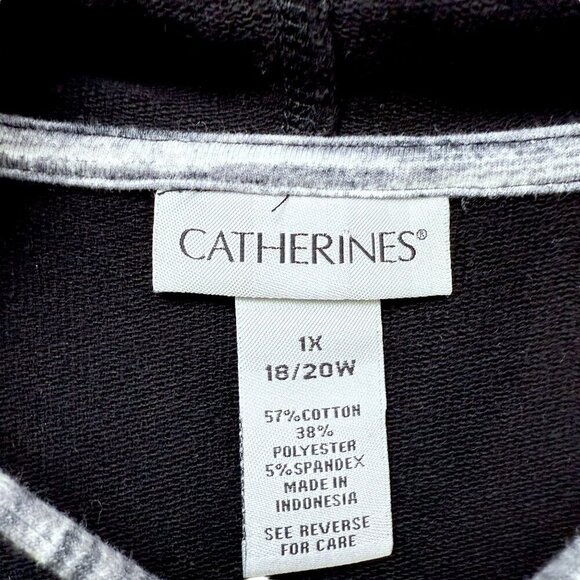 CATHERINES®
1X
18/20W
57%COTTON
38%
POLYESTER
5%SPANDEX
MADE IN
INDONESIA
SEE REVERSE
FOR CARE